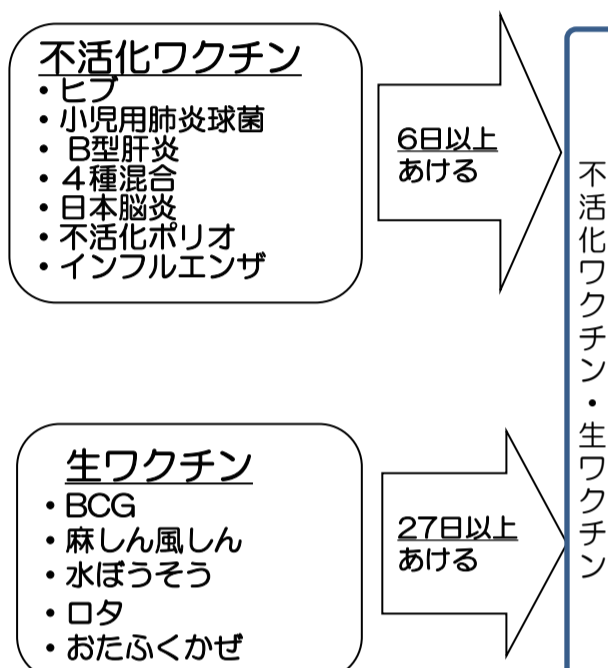 不活化ワクチン
・ヒブ
・小児用肺炎球菌
・B型肝炎
・4種混合
・日本脳炎
・不活化ポリオ
・インフルエンザ
6日以上
あける
生ワクチン
・BCG
・麻しん風しん
・水ぼうそう
・ロタ
・おたふくかぜ
27日以上
あける
不活化ワクチン・生ワクチン